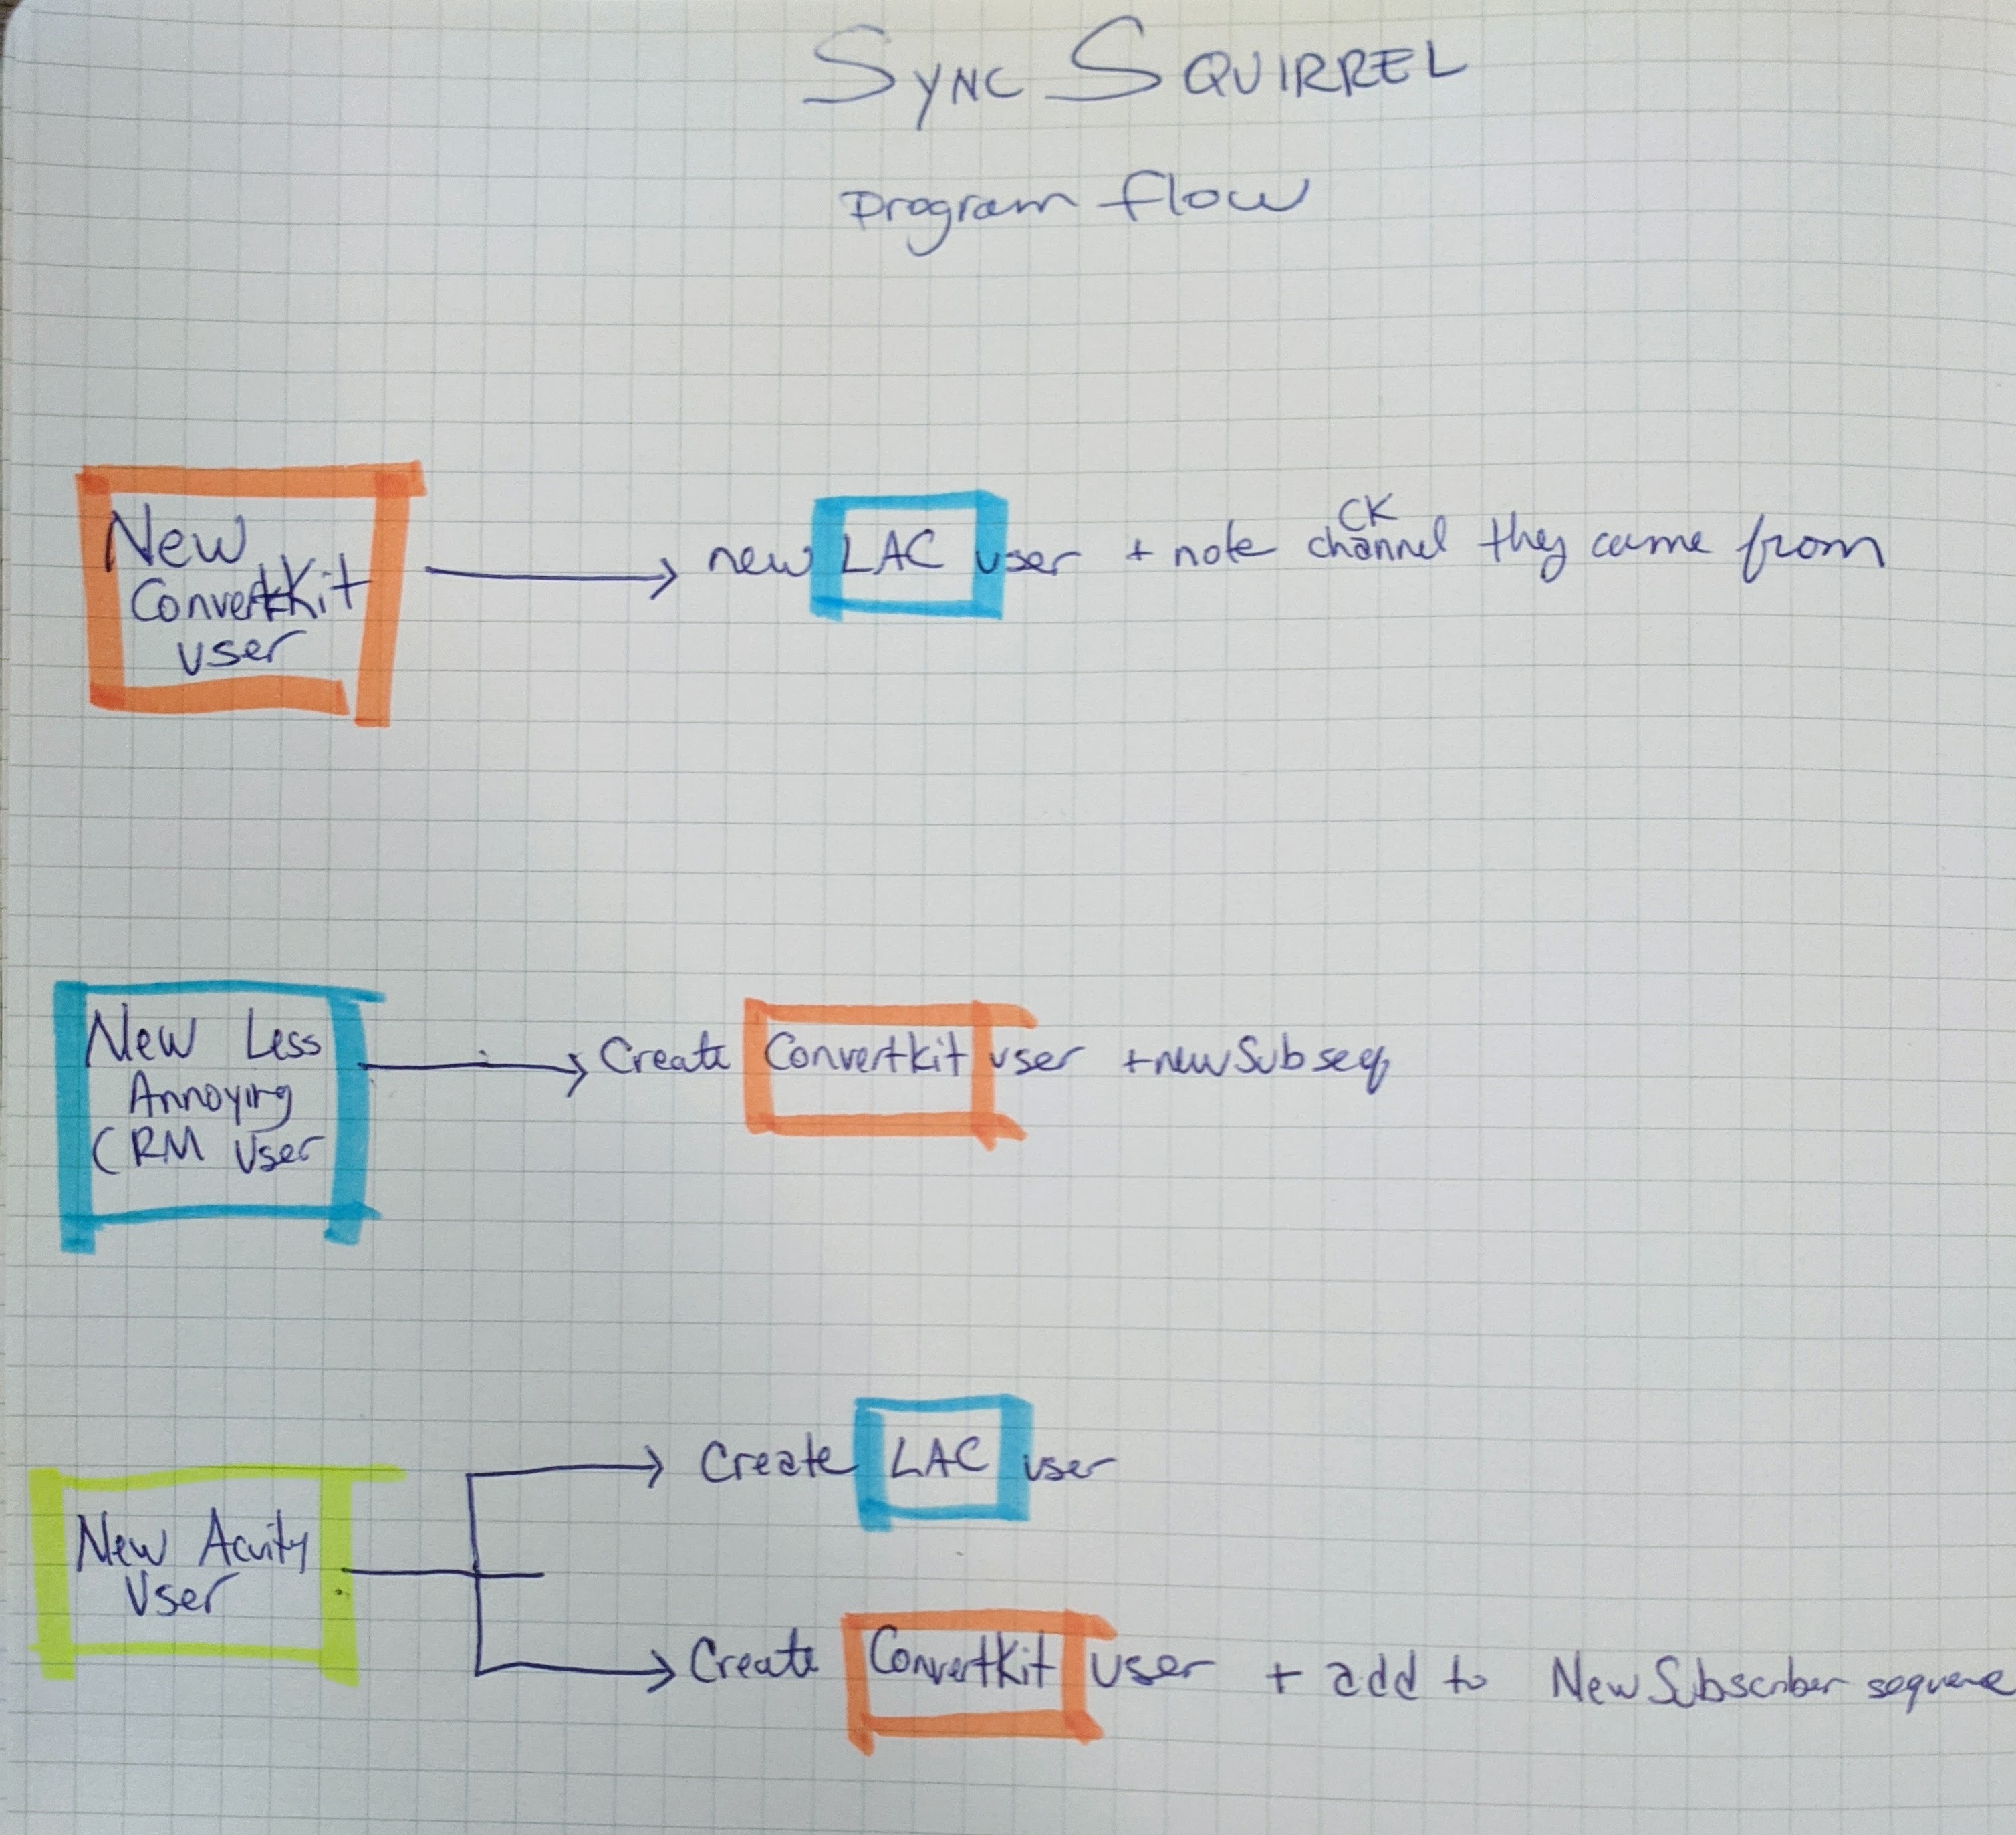 SYNC SQUIRREL
Program flow
New
ConvertKit
user
new LAC user + note CK channel they came from
New Less
Annoying
CRM User
Create ConvertKit user + new Sub seq
New Acuity
User
Create LAC user
Create ConvertKit user + add to New Subscriber sequence